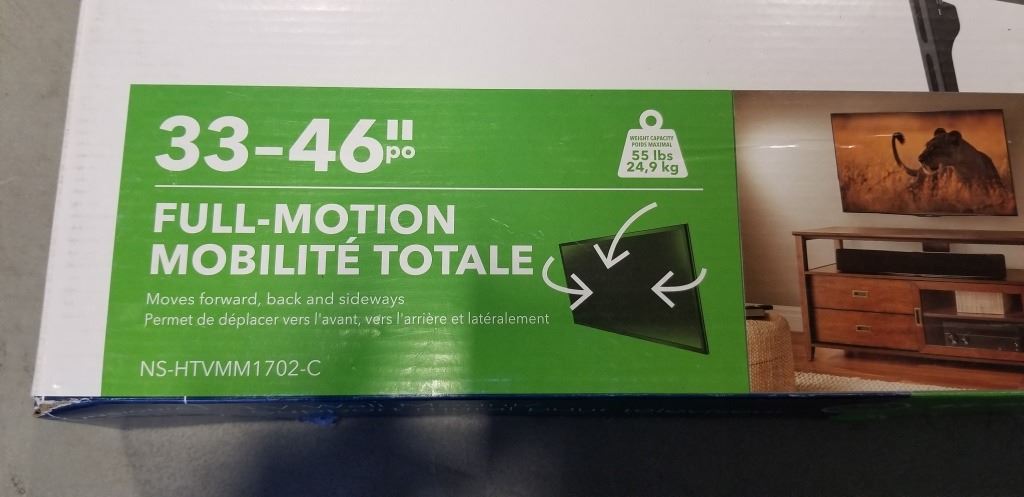 33-46"
po
WEIGHT CAPACITY
POIDS MAXIMAL
55 lbs
24,9 kg
FULL-MOTION
MOBILITÉ TOTALE
Moves forward, back and sideways
Permet de déplacer vers l'avant, vers l'arrière et latéralement
NS-HTVMM1702-C